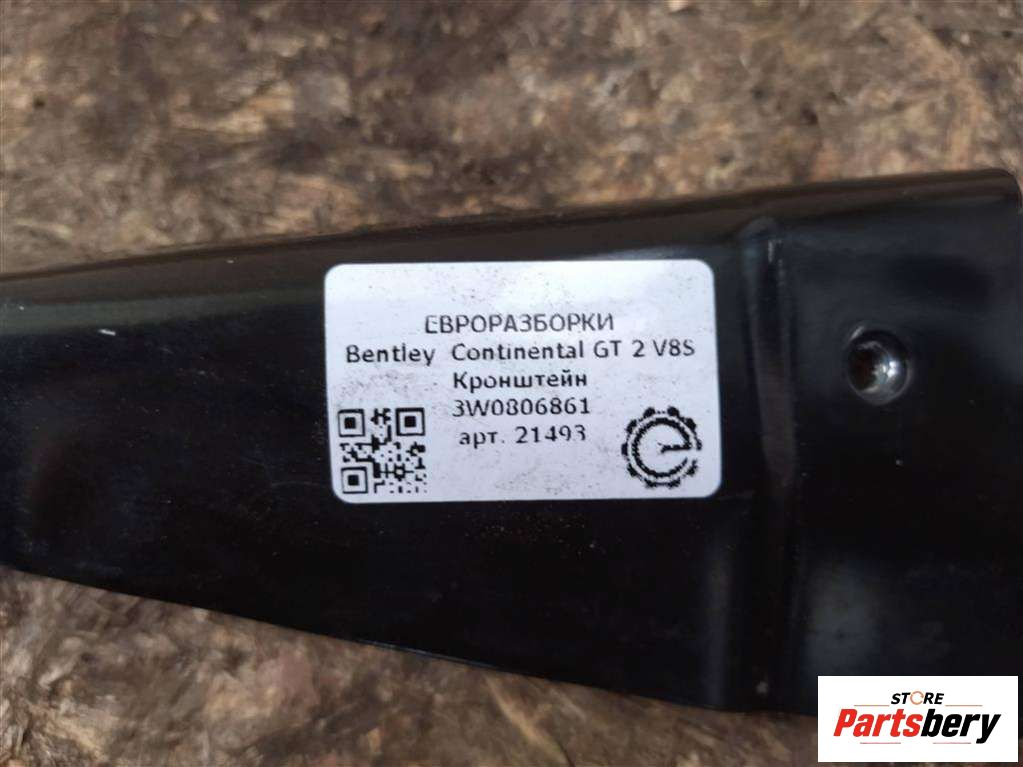 ЕВРОРАЗБОРКИ
Bentley Continental GT 2 V8S
Кронштейн
3W0806861
арт. 21493
STORE
Partsbery